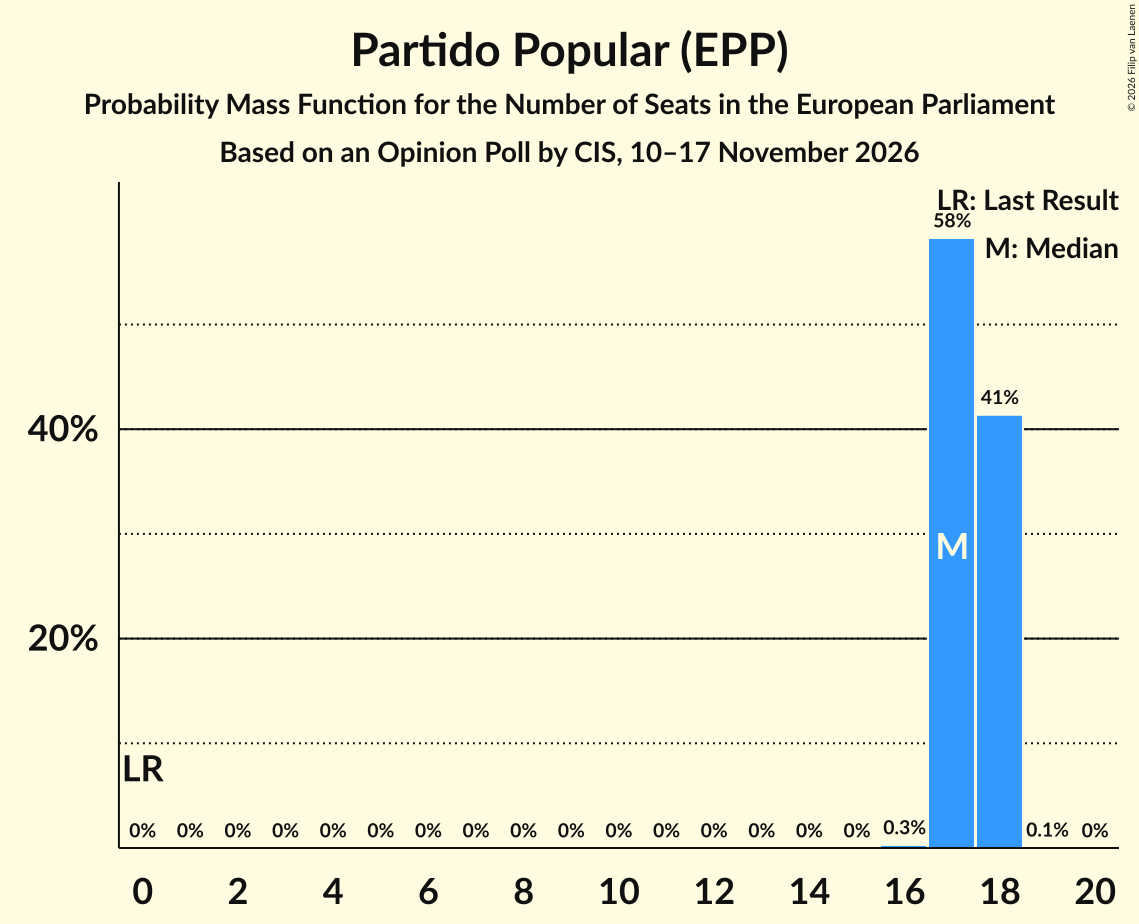 Partido Popular (EPP)
Probability Mass Function for the Number of Seats in the European Parliament
Based on an Opinion Poll by CIS, 10–17 November 2026
© 2026 Filip van Laenen
LR: Last Result
M: Median
58%
41%
40%
20%
M
LR
0% 0% 0% 0% 0% 0% 0% 0% 0% 0% 0% 0% 0% 0% 0% 0% 0.3% 0.1% 0%
0 2 4 6 8 10 12 14 16 18 20